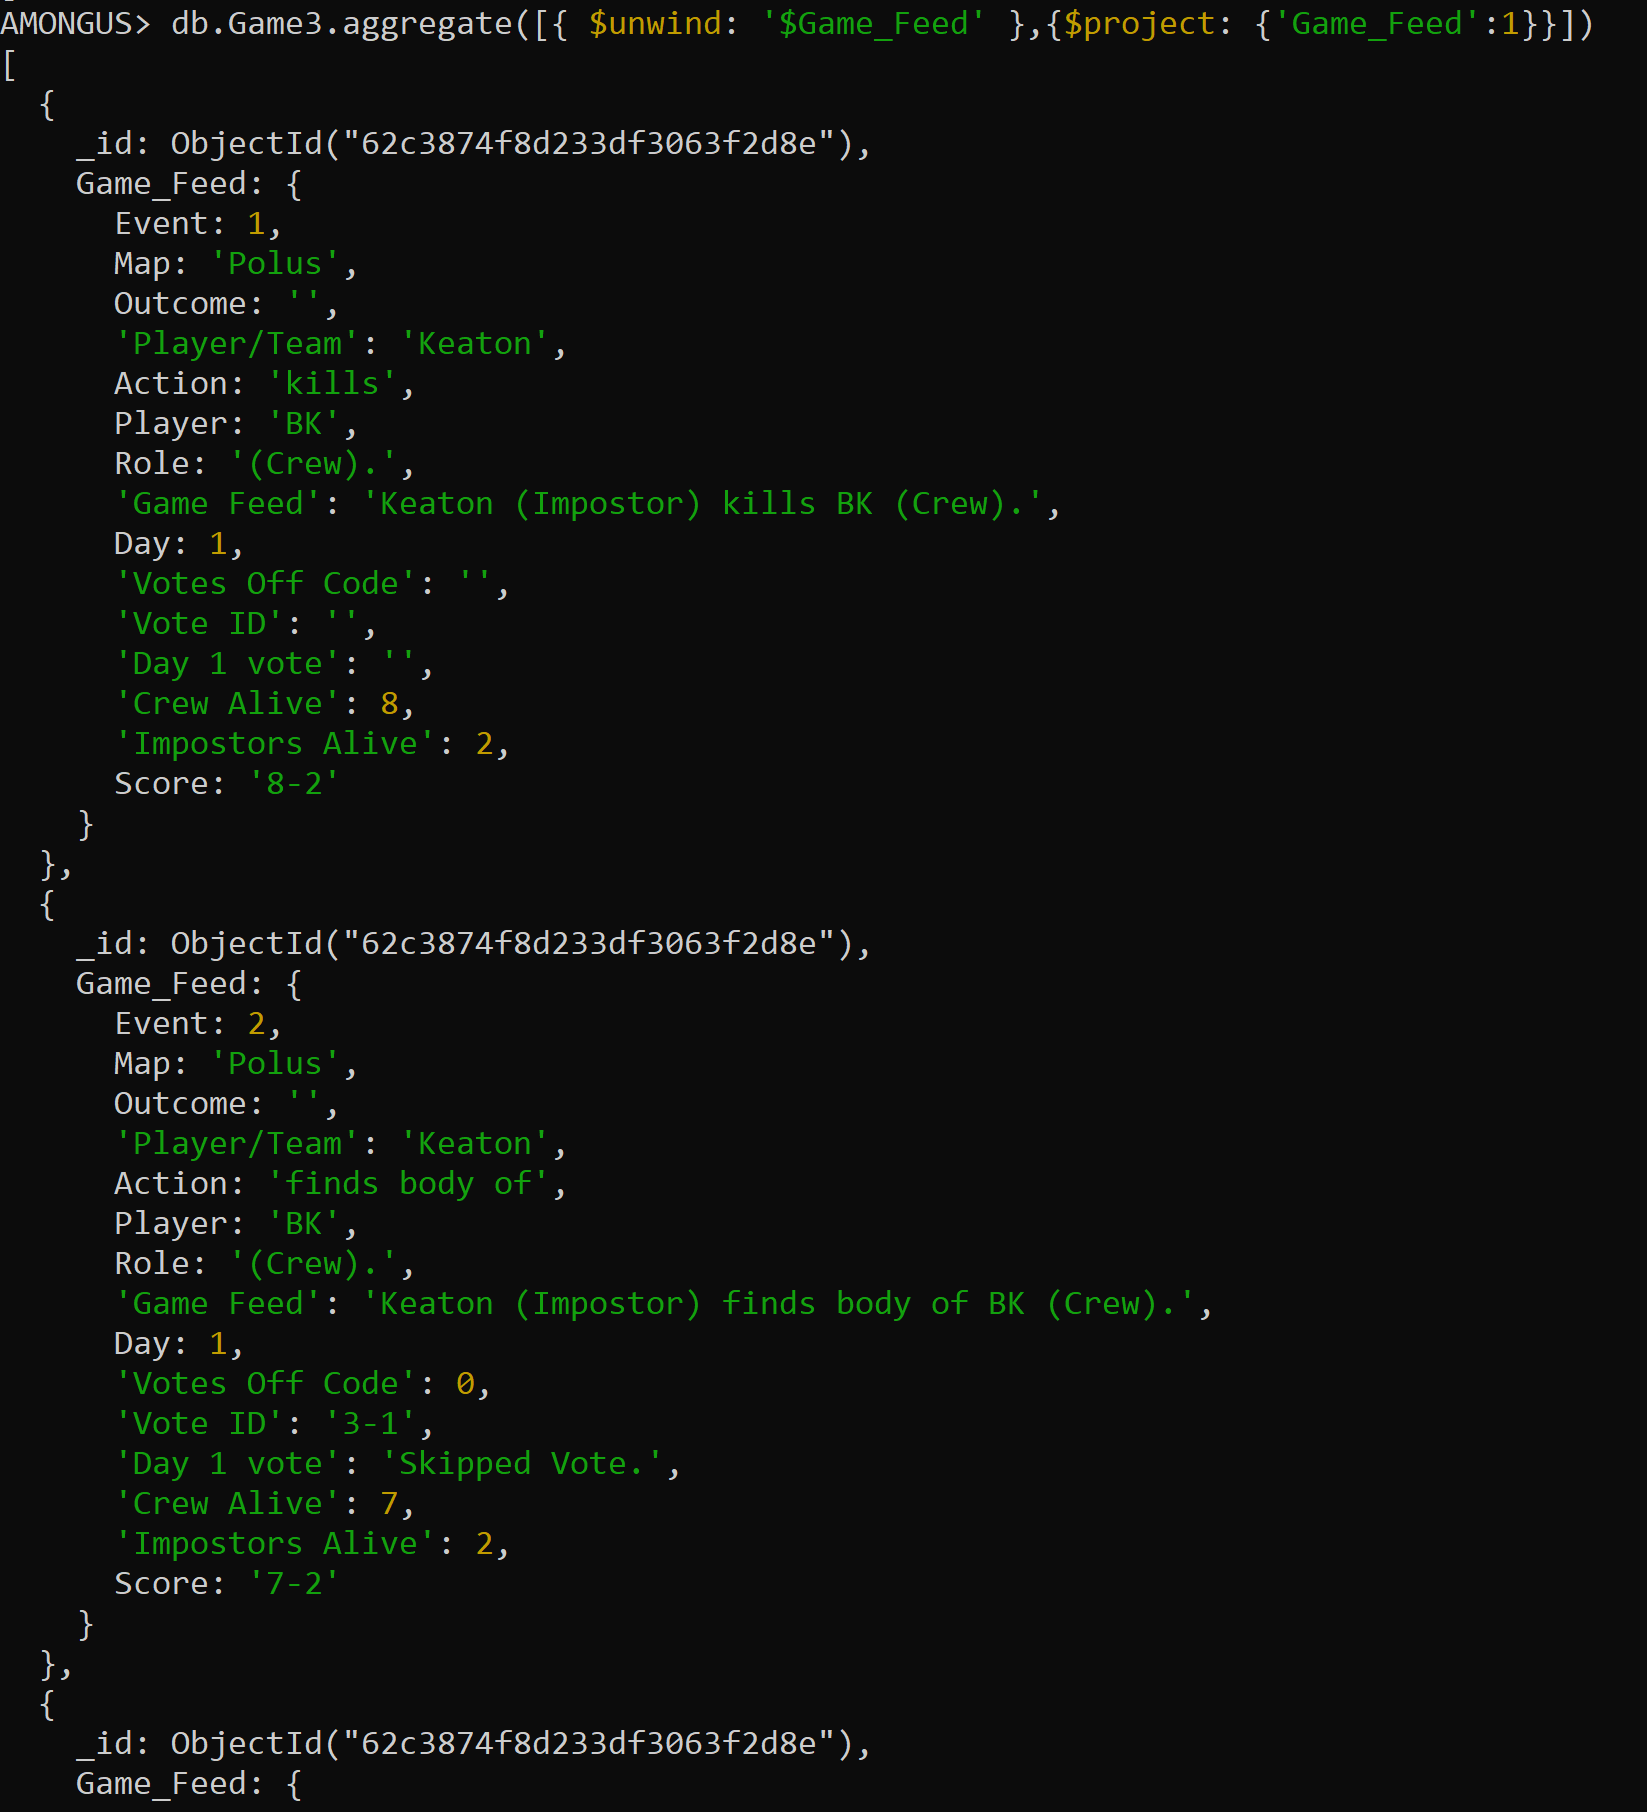 AMONGUS> db.Game3.aggregate([{ $unwind: '$Game_Feed' },{$project: {'Game_Feed':1}}])
[
  {
    _id: ObjectId("62c3874f8d233df3063f2d8e"),
    Game_Feed: {
      Event: 1,
      Map: 'Polus',
      Outcome: '',
      'Player/Team': 'Keaton',
      Action: 'kills',
      Player: 'BK',
      Role: '(Crew).',
      'Game Feed': 'Keaton (Impostor) kills BK (Crew).',
      Day: 1,
      'Votes Off Code': '',
      'Vote ID': '',
      'Day 1 vote': '',
      'Crew Alive': 8,
      'Impostors Alive': 2,
      Score: '8-2'
    }
  },
  {
    _id: ObjectId("62c3874f8d233df3063f2d8e"),
    Game_Feed: {
      Event: 2,
      Map: 'Polus',
      Outcome: '',
      'Player/Team': 'Keaton',
      Action: 'finds body of',
      Player: 'BK',
      Role: '(Crew).',
      'Game Feed': 'Keaton (Impostor) finds body of BK (Crew).',
      Day: 1,
      'Votes Off Code': 0,
      'Vote ID': '3-1',
      'Day 1 vote': 'Skipped Vote.',
      'Crew Alive': 7,
      'Impostors Alive': 2,
      Score: '7-2'
    }
  },
  {
    _id: ObjectId("62c3874f8d233df3063f2d8e"),
    Game_Feed: {